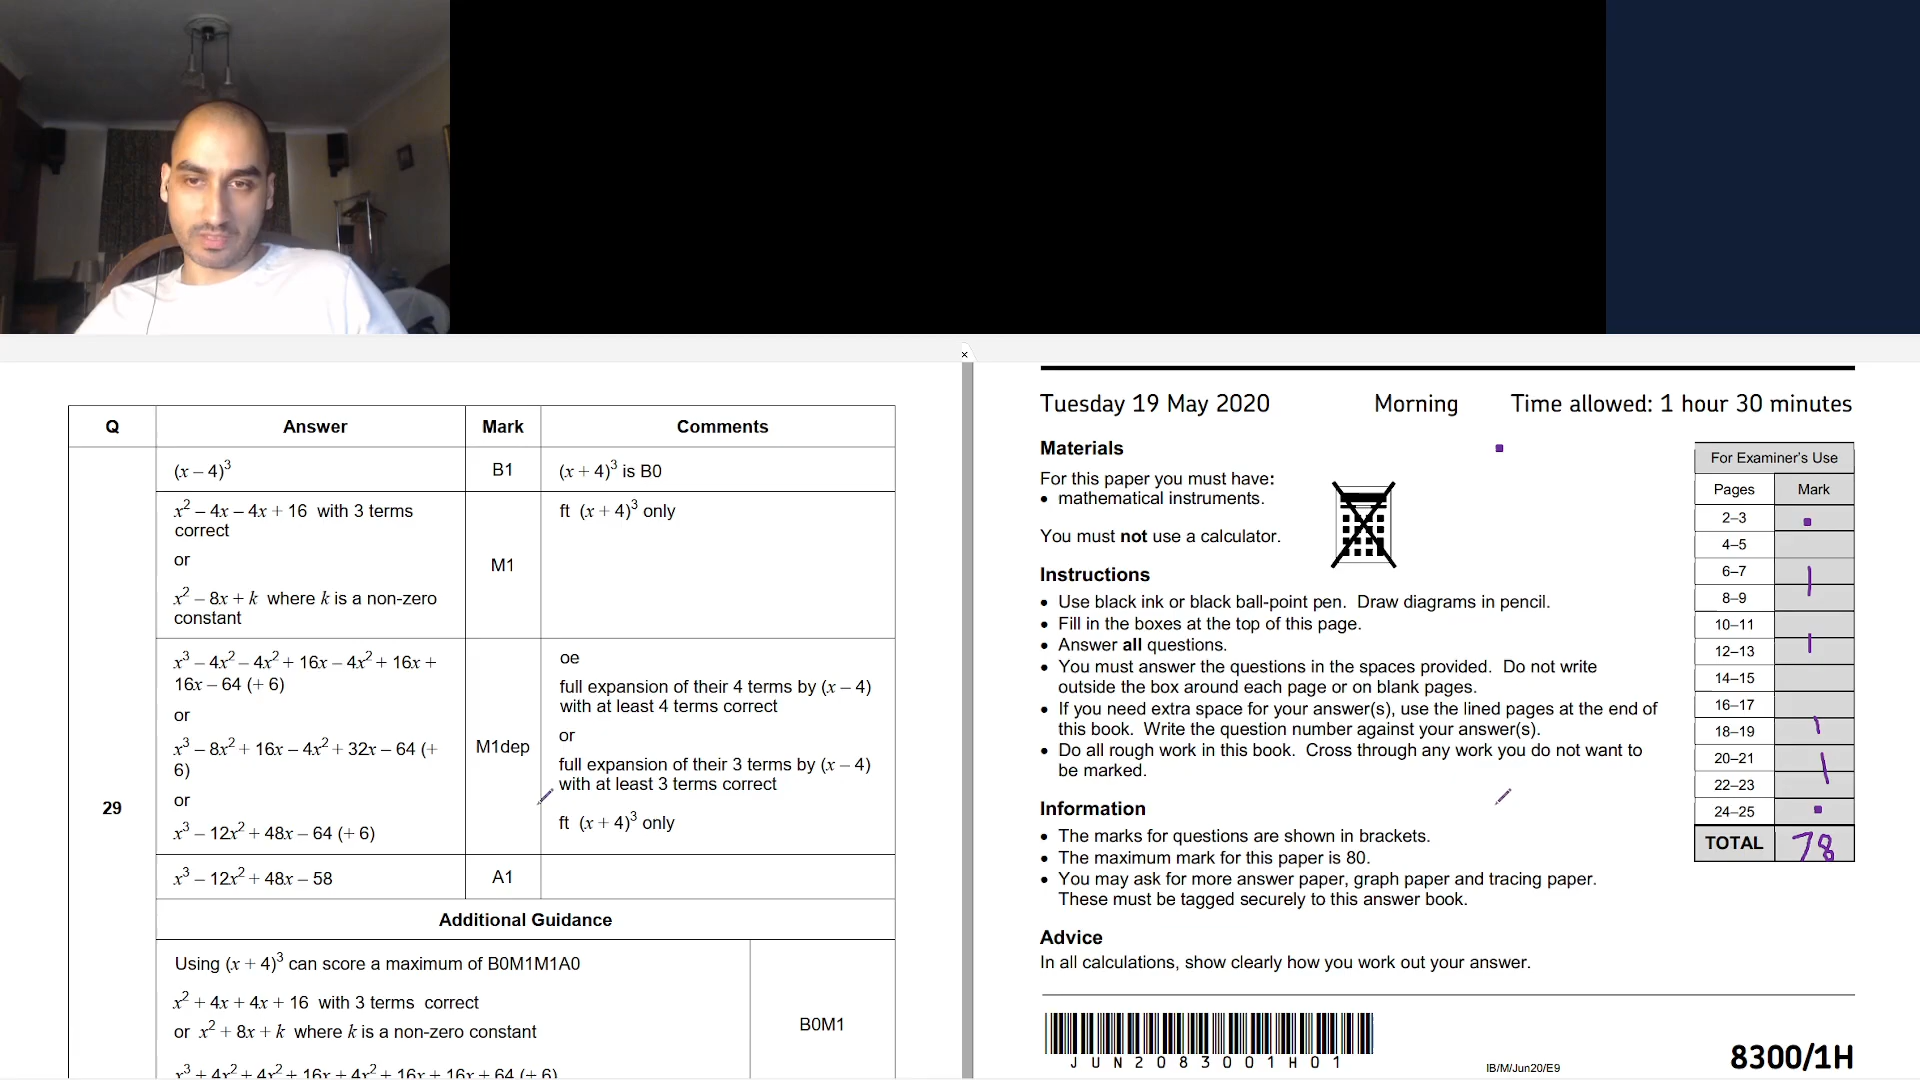 Q Answer Mark Comments
(x – 4)³ B1 (x + 4)³ is B0
x² – 4x – 4x + 16 with 3 terms
correct
or
x² – 8x + k where k is a non-zero
constant
M1
ft (x + 4)³ only
x³ – 4x² – 4x² + 16x – 4x² + 16x +
16x – 64 (+ 6)
or
x³ – 8x² + 16x – 4x² + 32x – 64 (+
6)
or
x³ – 12x² + 48x – 64 (+ 6)
M1dep
oe
full expansion of their 4 terms by (x – 4)
with at least 4 terms correct
or
full expansion of their 3 terms by (x – 4)
with at least 3 terms correct
ft (x + 4)³ only
29
x³ – 12x² + 48x – 58 A1
Additional Guidance
Using (x + 4)³ can score a maximum of B0M1M1A0
x² + 4x + 4x + 16 with 3 terms correct
or x² + 8x + k where k is a non-zero constant
B0M1
x³ + 4x² + 4x² + 16x + 4x² + 16x + 16x + 64 (+ 6)
Tuesday 19 May 2020 Morning Time allowed: 1 hour 30 minutes
Materials
For this paper you must have:
• mathematical instruments.
You must not use a calculator.
Instructions
• Use black ink or black ball-point pen. Draw diagrams in pencil.
• Fill in the boxes at the top of this page.
• Answer all questions.
• You must answer the questions in the spaces provided. Do not write
outside the box around each page or on blank pages.
• If you need extra space for your answer(s), use the lined pages at the end of
this book. Write the question number against your answer(s).
• Do all rough work in this book. Cross through any work you do not want to
be marked.
Information
• The marks for questions are shown in brackets.
• The maximum mark for this paper is 80.
• You may ask for more answer paper, graph paper and tracing paper.
These must be tagged securely to this answer book.
Advice
In all calculations, show clearly how you work out your answer.
For Examiner's Use
Pages Mark
2–3
4–5
6–7
8–9
10–11
12–13
14–15
16–17
18–19
20–21
22–23
24–25
TOTAL 78
JUN2083001H01
IB/M/Jun20/E9
8300/1H